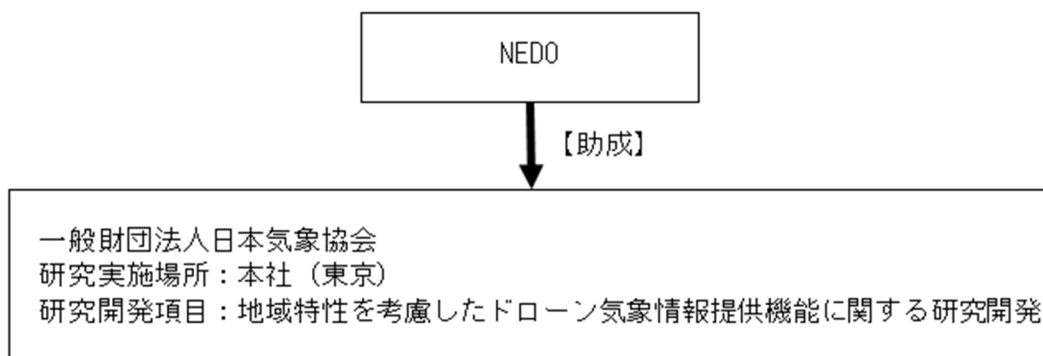 NEDO
【助成】
一般財団法人日本気象協会
研究実施場所：本社（東京）
研究開発項目：地域特性を考慮したドローン気象情報提供機能に関する研究開発